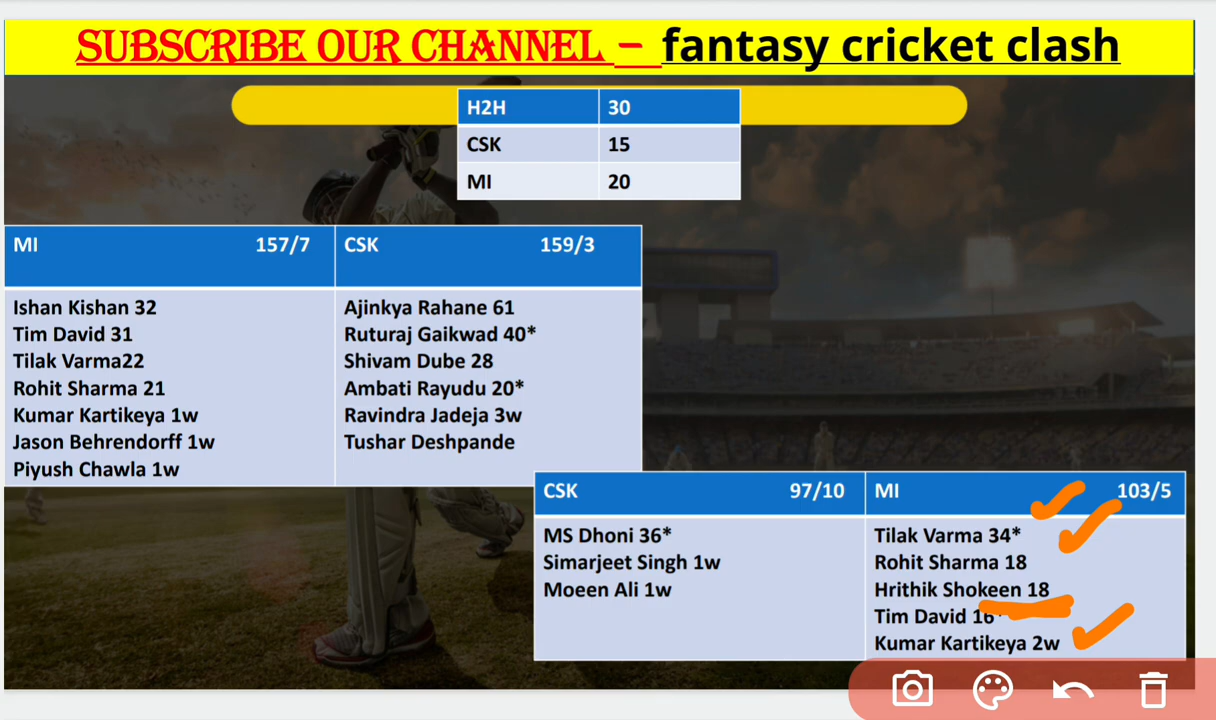 SUBSCRIBE OUR CHANNEL – fantasy cricket clash
H2H 30
CSK 15
MI 20
MI 157/7 CSK 159/3
Ishan Kishan 32
Tim David 31
Tilak Varma22
Rohit Sharma 21
Kumar Kartikeya 1w
Jason Behrendorff 1w
Piyush Chawla 1w
Ajinkya Rahane 61
Ruturaj Gaikwad 40*
Shivam Dube 28
Ambati Rayudu 20*
Ravindra Jadeja 3w
Tushar Deshpande
CSK 97/10 MI 103/5
MS Dhoni 36*
Simarjeet Singh 1w
Moeen Ali 1w
Tilak Varma 34*
Rohit Sharma 18
Hrithik Shokeen 18
Tim David 16*
Kumar Kartikeya 2w